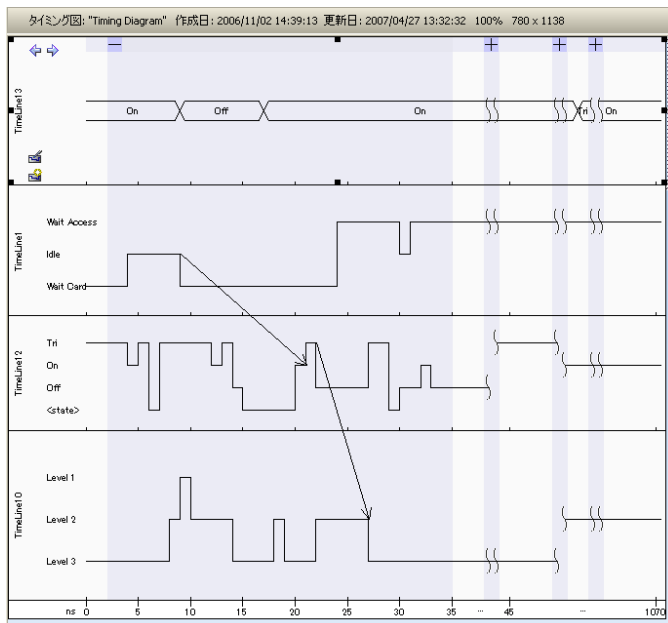 タイミング図: "Timing Diagram" 作成日: 2006/11/02 14:39:13 更新日: 2007/04/27 13:32:32 100% 780 x 1138
TimeLine13
On Off On Tri On
TimeLine1
Wait Access
Idle
Wait Card
TimeLine12
Tri
On
Off
<state>
TimeLine10
Level 1
Level 2
Level 3
ns 0 5 10 15 20 25 30 35 ... 45 ... 1070